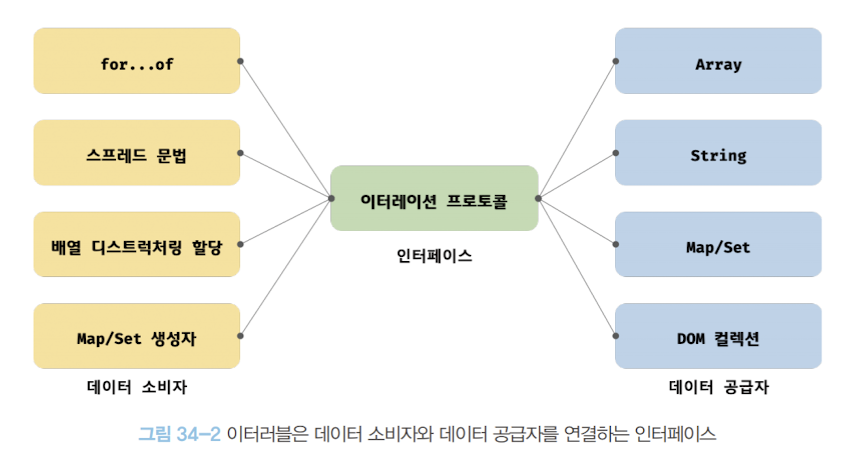 for...of
스프레드 문법
배열 디스트럭처링 할당
Map/Set 생성자
데이터 소비자
이터레이션 프로토콜
인터페이스
Array
String
Map/Set
DOM 컬렉션
데이터 공급자
그림 34-2 이터러블은 데이터 소비자와 데이터 공급자를 연결하는 인터페이스